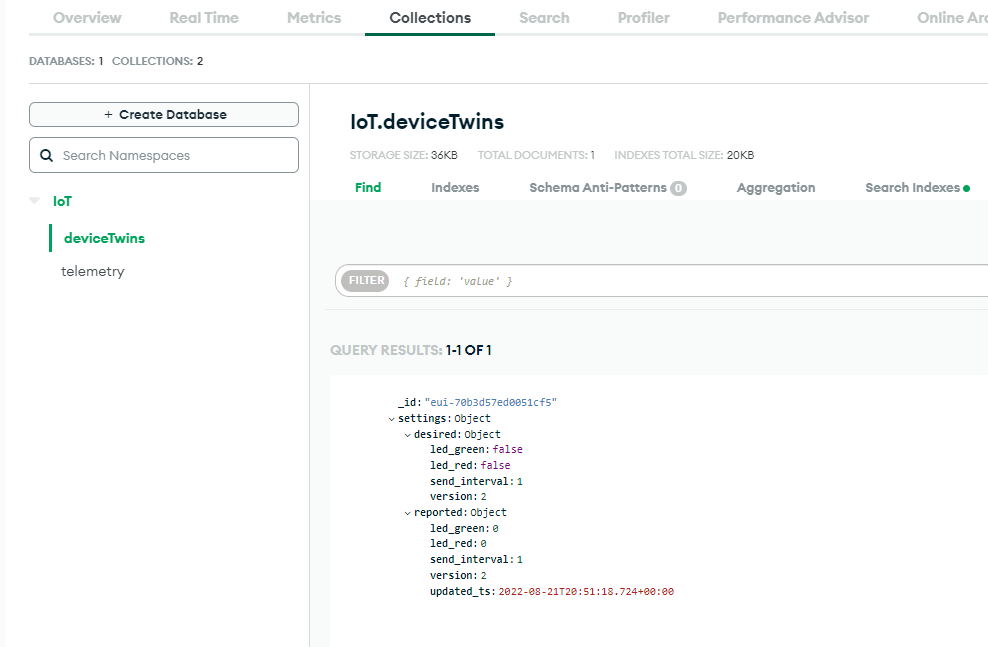 Overview Real Time Metrics Collections Search Profiler Performance Advisor Online Arc
DATABASES: 1 COLLECTIONS: 2
+ Create Database
Search Namespaces
IoT
deviceTwins
telemetry
IoT.deviceTwins
STORAGE SIZE: 36KB TOTAL DOCUMENTS: 1 INDEXES TOTAL SIZE: 20KB
Find Indexes Schema Anti-Patterns 0 Aggregation Search Indexes
FILTER { field: 'value' }
QUERY RESULTS: 1-1 OF 1
_id: "eui-70b3d57ed0051cf5"
settings: Object
desired: Object
led_green: false
led_red: false
send_interval: 1
version: 2
reported: Object
led_green: 0
led_red: 0
send_interval: 1
version: 2
updated_ts: 2022-08-21T20:51:18.724+00:00